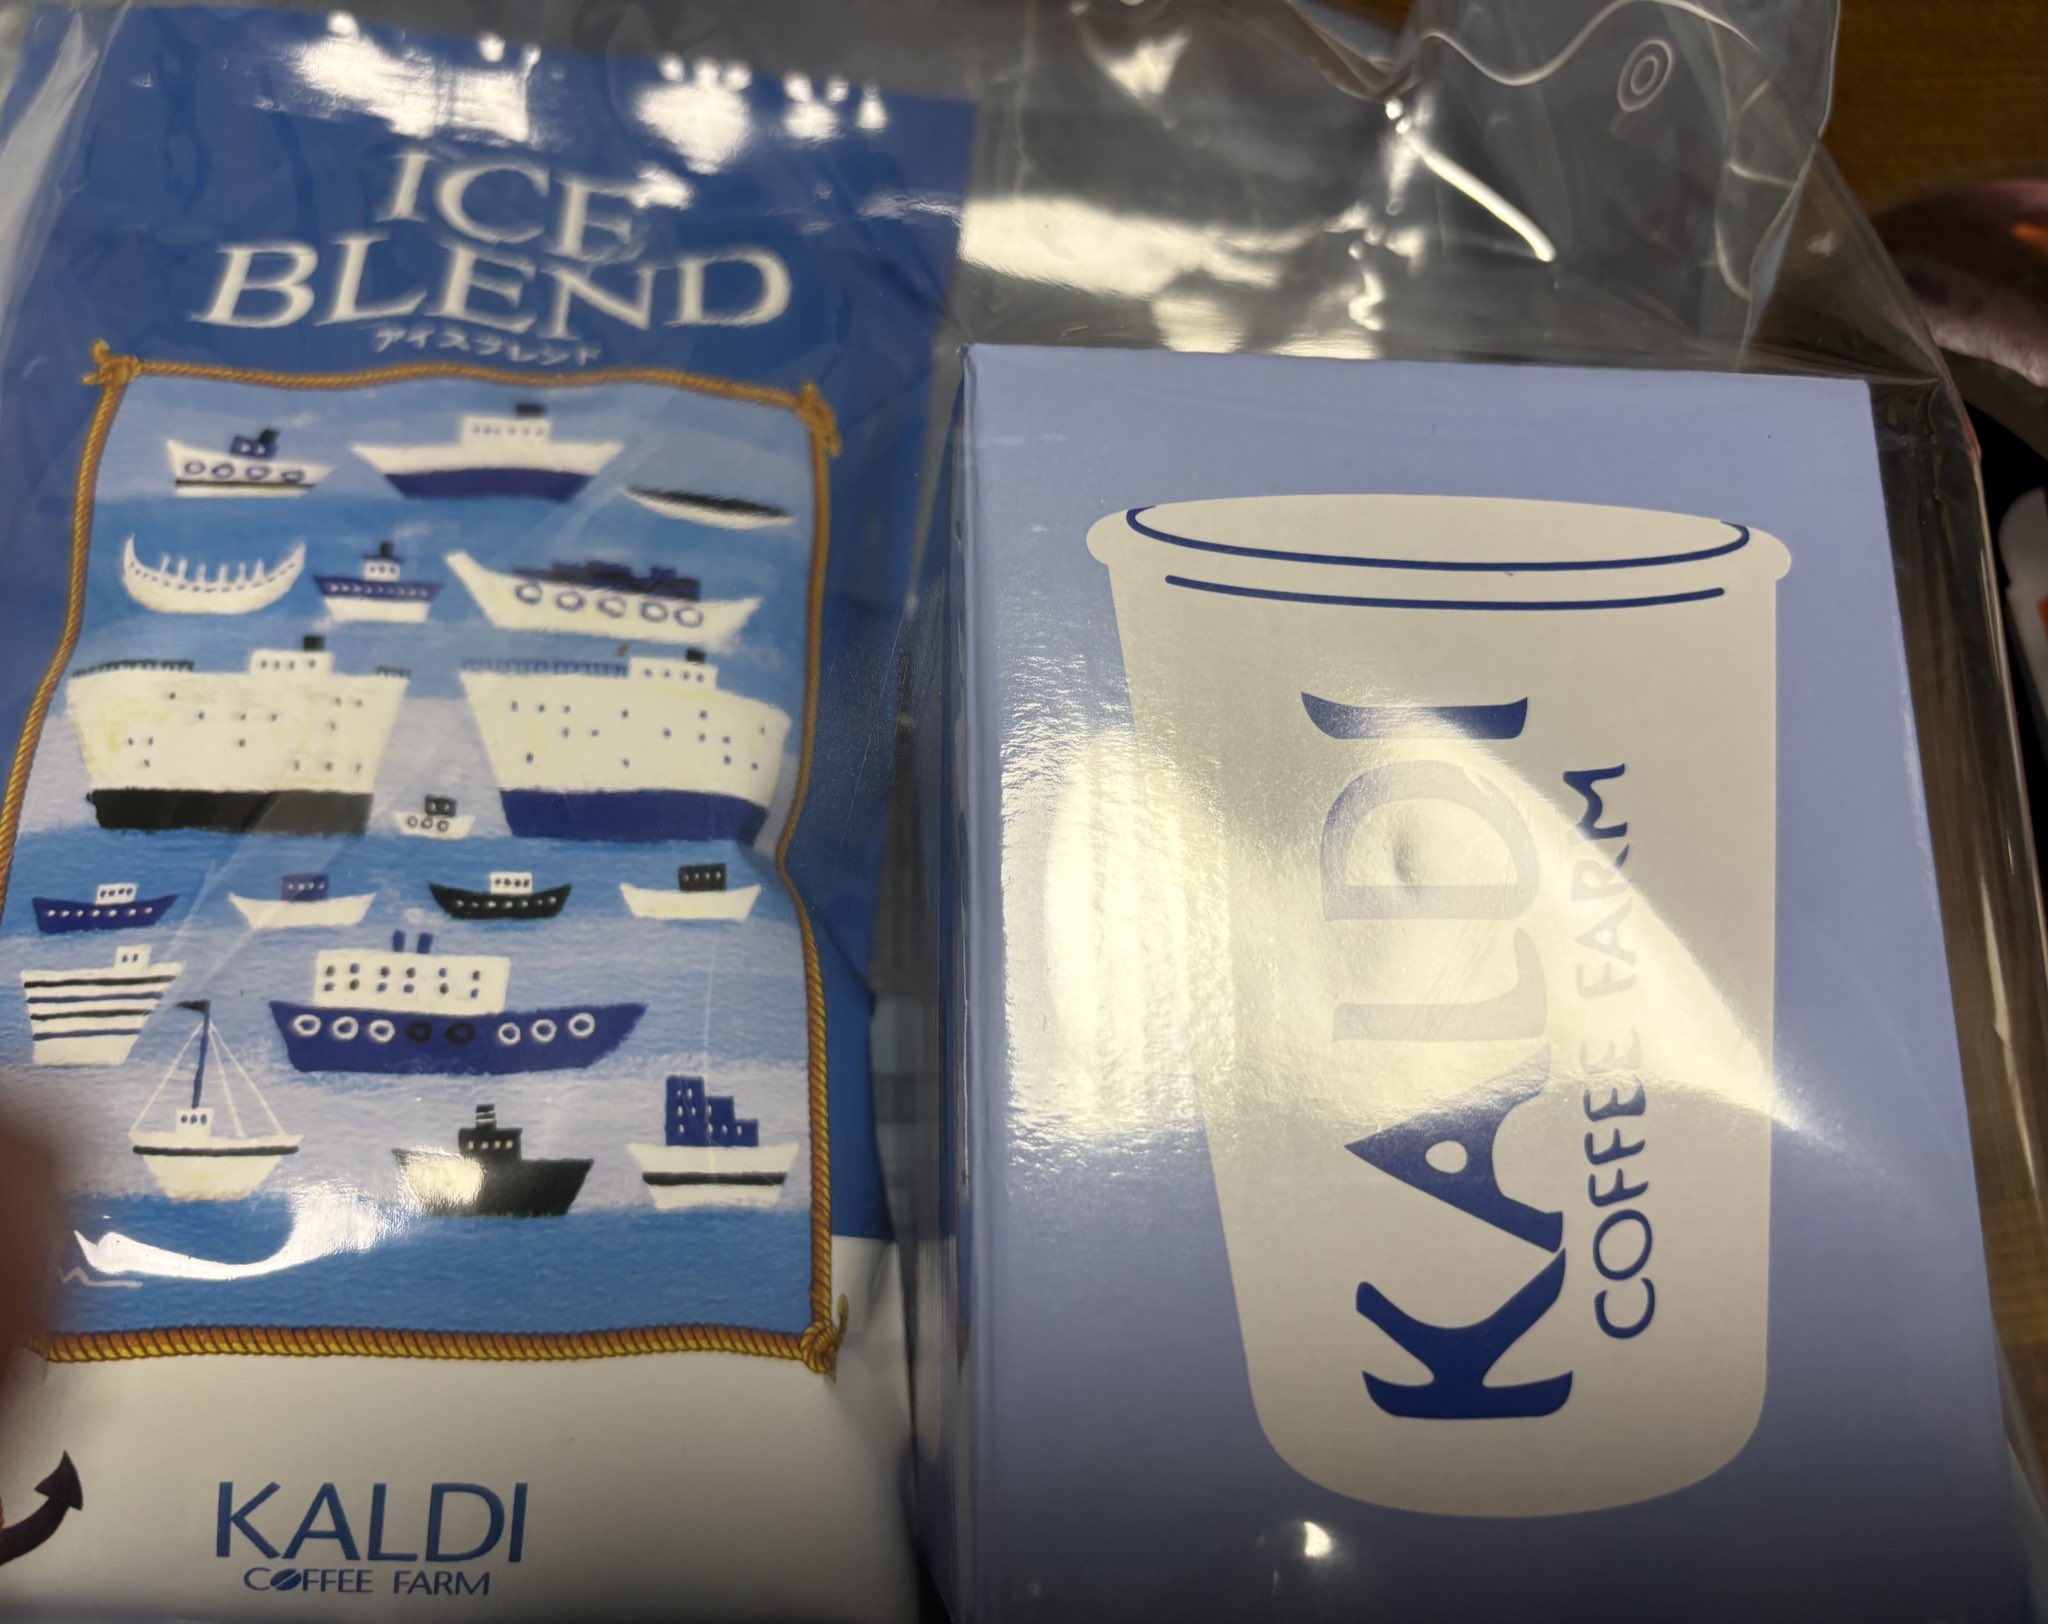 ICE
BLEND
アイスブレンド
KALDI
COFFEE FARM
KALDI
COFFEE FARM